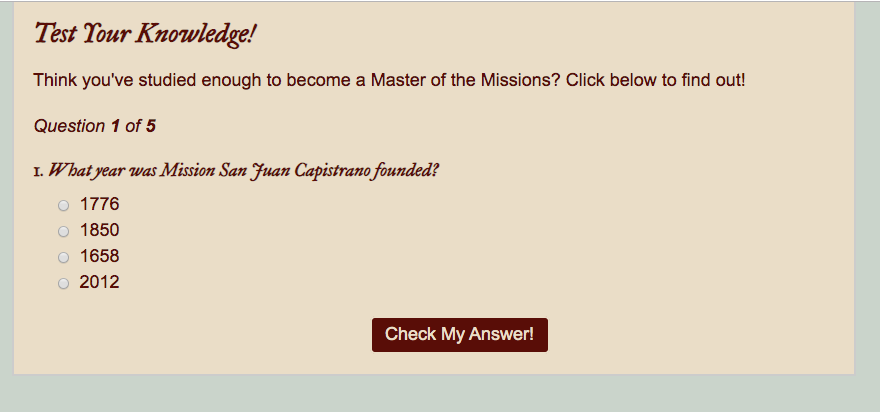 Test Your Knowledge!
Think you've studied enough to become a Master of the Missions? Click below to find out!
Question 1 of 5
1. What year was Mission San Juan Capistrano founded?
1776
1850
1658
2012
Check My Answer!